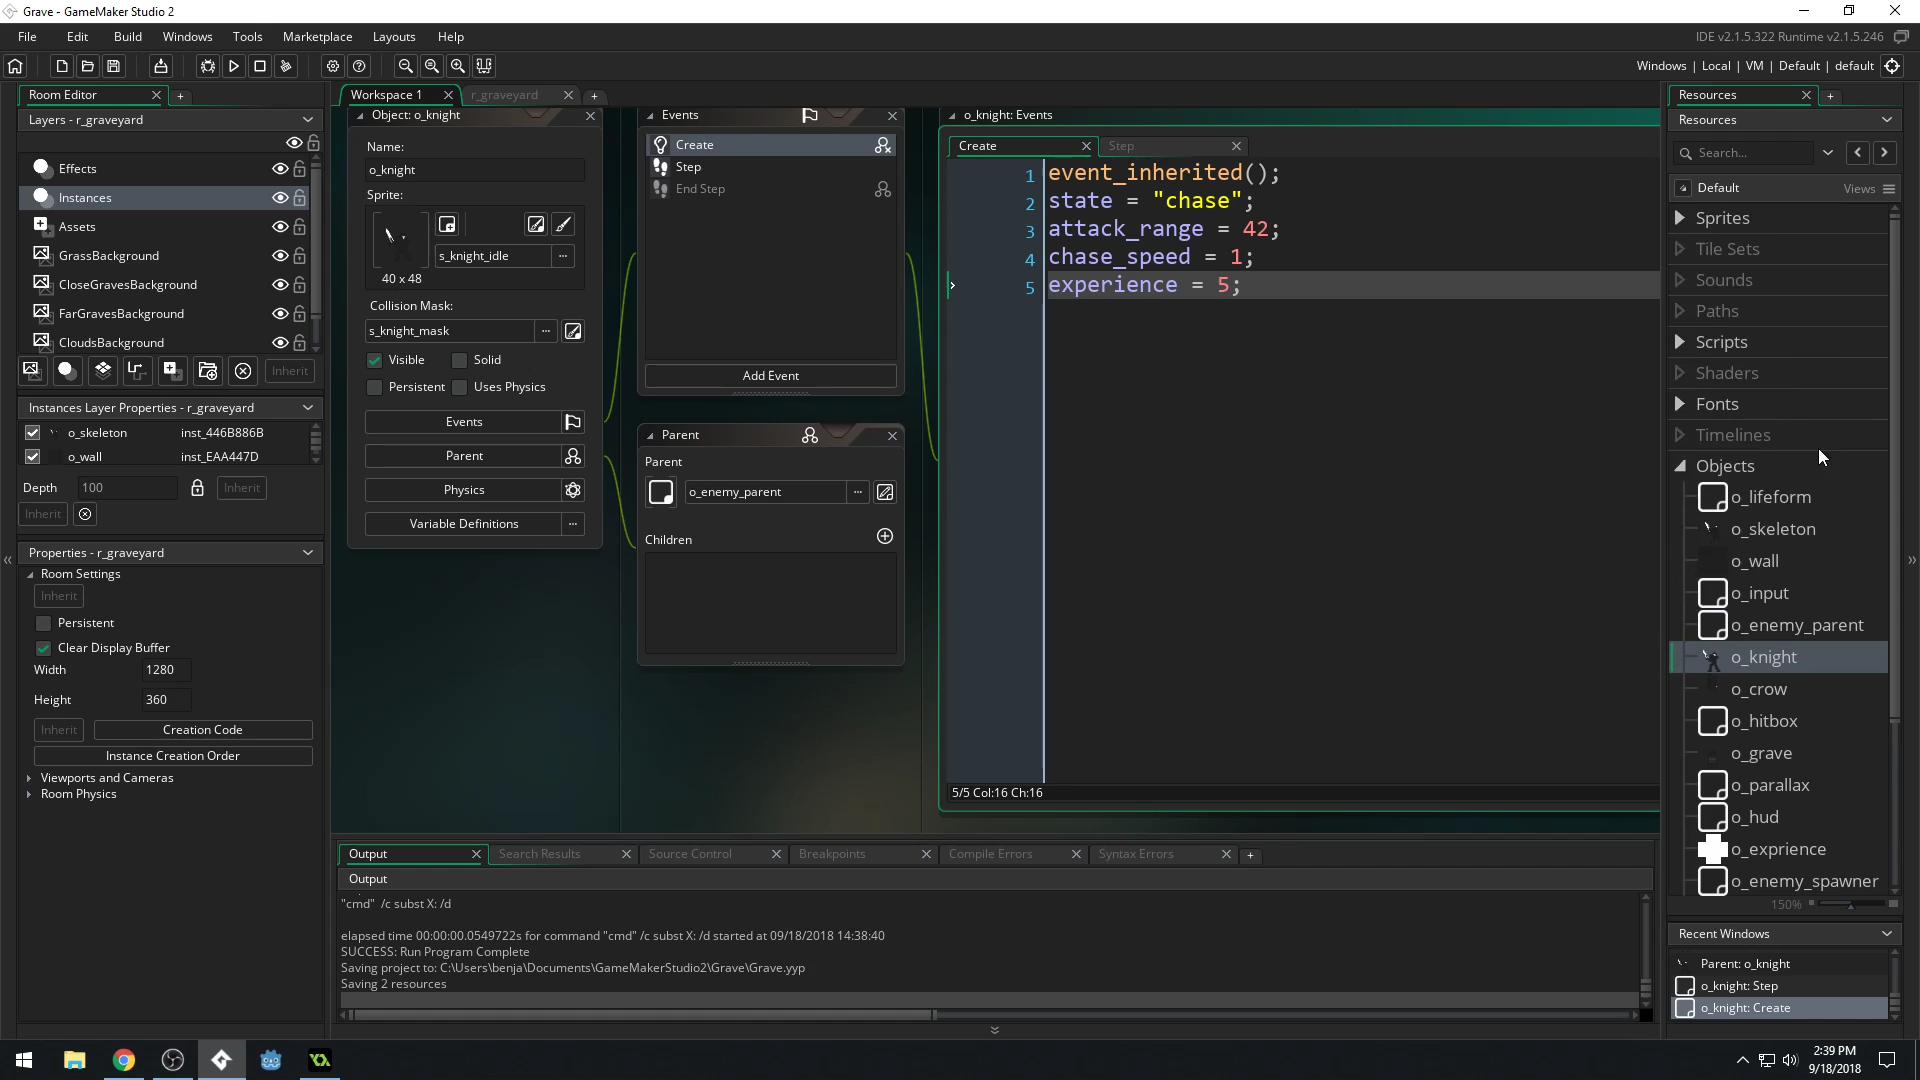 Grave - GameMaker Studio 2
File Edit Build Windows Tools Marketplace Layouts Help
IDE v2.1.5.322 Runtime v2.1.5.246
Windows | Local | VM | Default | default
Room Editor
Layers - r_graveyard
Effects
Instances
Assets
GrassBackground
CloseGravesBackground
FarGravesBackground
CloudsBackground
Inherit
Instances Layer Properties - r_graveyard
o_skeleton inst_446B886B
o_wall inst_EAA447D
Depth 100 Inherit
Inherit
Properties - r_graveyard
Room Settings
Inherit
Persistent
Clear Display Buffer
Width 1280
Height 360
Inherit Creation Code
Instance Creation Order
Viewports and Cameras
Room Physics
Workspace 1 r_graveyard
Object: o_knight
Name:
o_knight
Sprite:
s_knight_idle
40 x 48
Collision Mask:
s_knight_mask
Visible Solid
Persistent Uses Physics
Events
Parent
Physics
Variable Definitions
Events
Create
Step
End Step
Add Event
Parent
Parent
o_enemy_parent
Children
o_knight: Events
Create Step
1 event_inherited();
2 state = "chase";
3 attack_range = 42;
4 chase_speed = 1;
5 experience = 5;
5/5 Col:16 Ch:16
Output Search Results Source Control Breakpoints Compile Errors Syntax Errors
Output
"cmd" /c subst X: /d
elapsed time 00:00:00.0549722s for command "cmd" /c subst X: /d started at 09/18/2018 14:38:40
SUCCESS: Run Program Complete
Saving project to: C:\Users\benja\Documents\GameMakerStudio2\Grave\Grave.yyp
Saving 2 resources
Resources
Resources
Search...
Default Views
Sprites
Tile Sets
Sounds
Paths
Scripts
Shaders
Fonts
Timelines
Objects
o_lifeform
o_skeleton
o_wall
o_input
o_enemy_parent
o_knight
o_crow
o_hitbox
o_grave
o_parallax
o_hud
o_exprience
o_enemy_spawner
150%
Recent Windows
Parent: o_knight
o_knight: Step
o_knight: Create
2:39 PM
9/18/2018